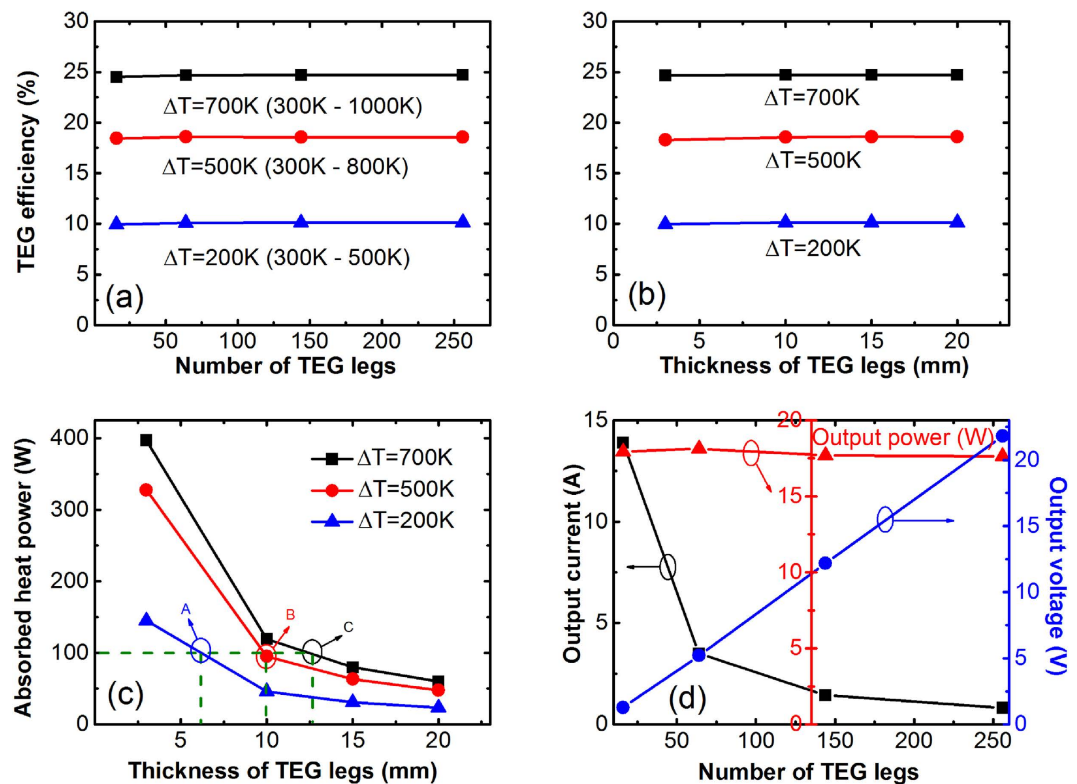 30
25
20
15
10
5
0
TEG efficiency (%)
ΔT=700K (300K - 1000K)
ΔT=500K (300K - 800K)
ΔT=200K (300K - 500K)
(a)
50 100 150 200 250
Number of TEG legs
30
25
20
15
10
5
0
ΔT=700K
ΔT=500K
ΔT=200K
(b)
0 5 10 15 20
Thickness of TEG legs (mm)
400
300
200
100
0
Absorbed heat power (W)
ΔT=700K
ΔT=500K
ΔT=200K
A
B
C
(c)
5 10 15 20
Thickness of TEG legs (mm)
15
10
5
0
Output current (A)
20
15
10
5
0
Output power (W)
20
15
10
5
0
Output voltage (V)
(d)
50 100 150 200 250
Number of TEG legs